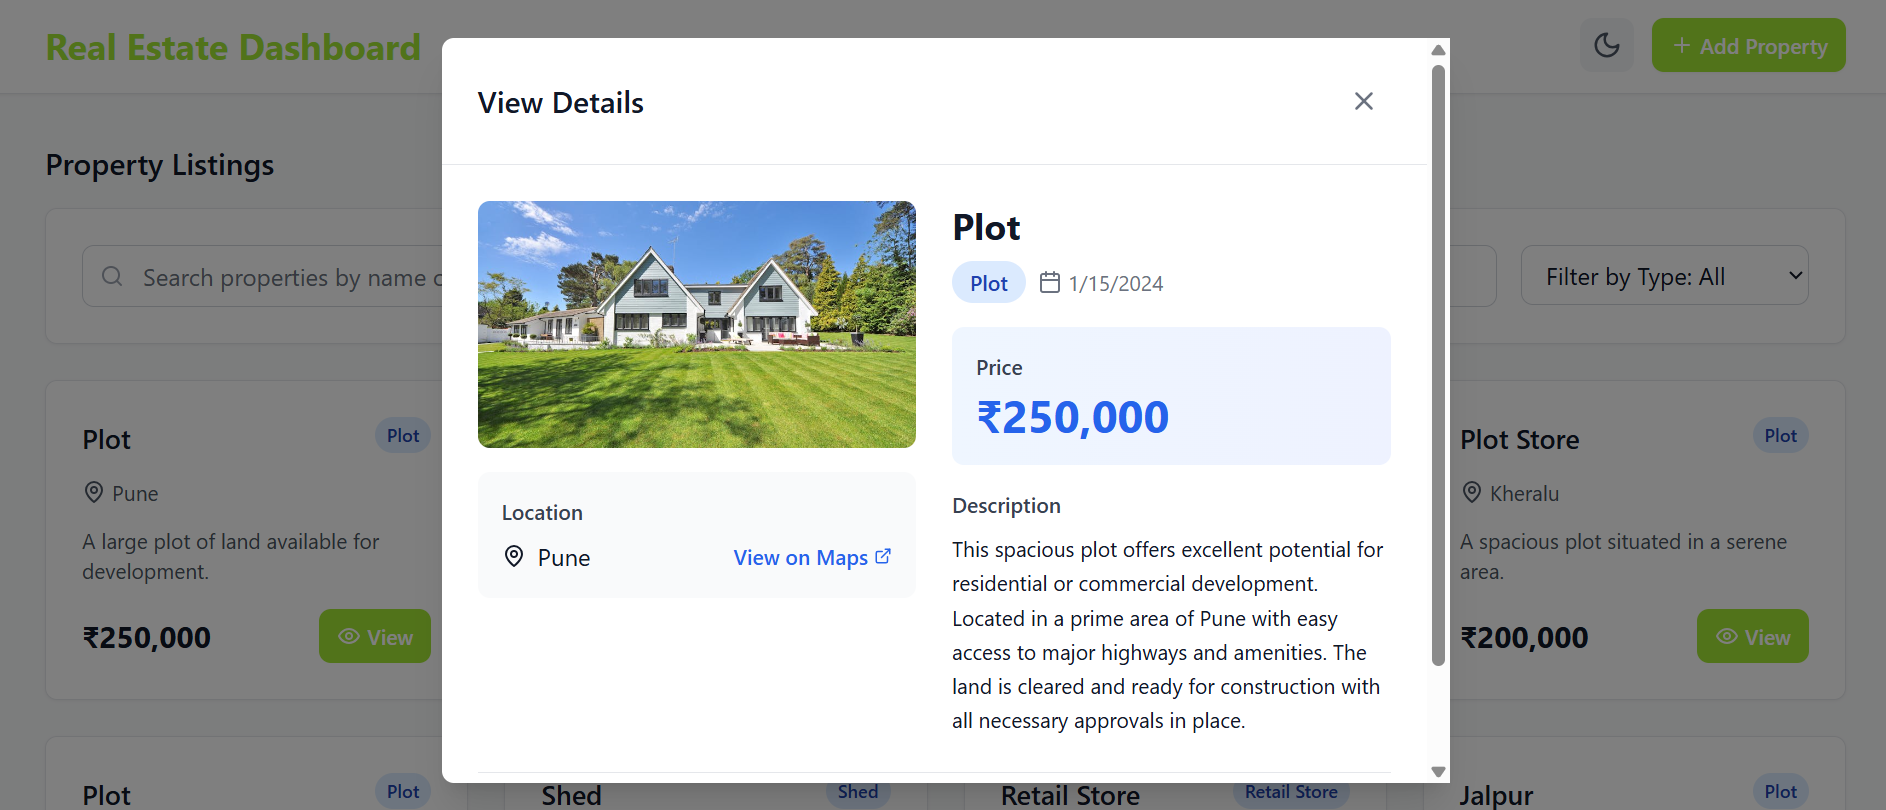 Real Estate Dashboard
+ Add Property
Property Listings
Search properties by name
Filter by Type: All
Plot
Plot
Pune
A large plot of land available for
development.
₹250,000
View
View Details
Plot
Plot
1/15/2024
Price
₹250,000
Location
Pune
View on Maps
Description
This spacious plot offers excellent potential for
residential or commercial development.
Located in a prime area of Pune with easy
access to major highways and amenities. The
land is cleared and ready for construction with
all necessary approvals in place.
Plot Store
Plot
Kheralu
A spacious plot situated in a serene
area.
₹200,000
View
Plot
Plot
Shed
Shed
Retail Store
Retail Store
Jalpur
Plot